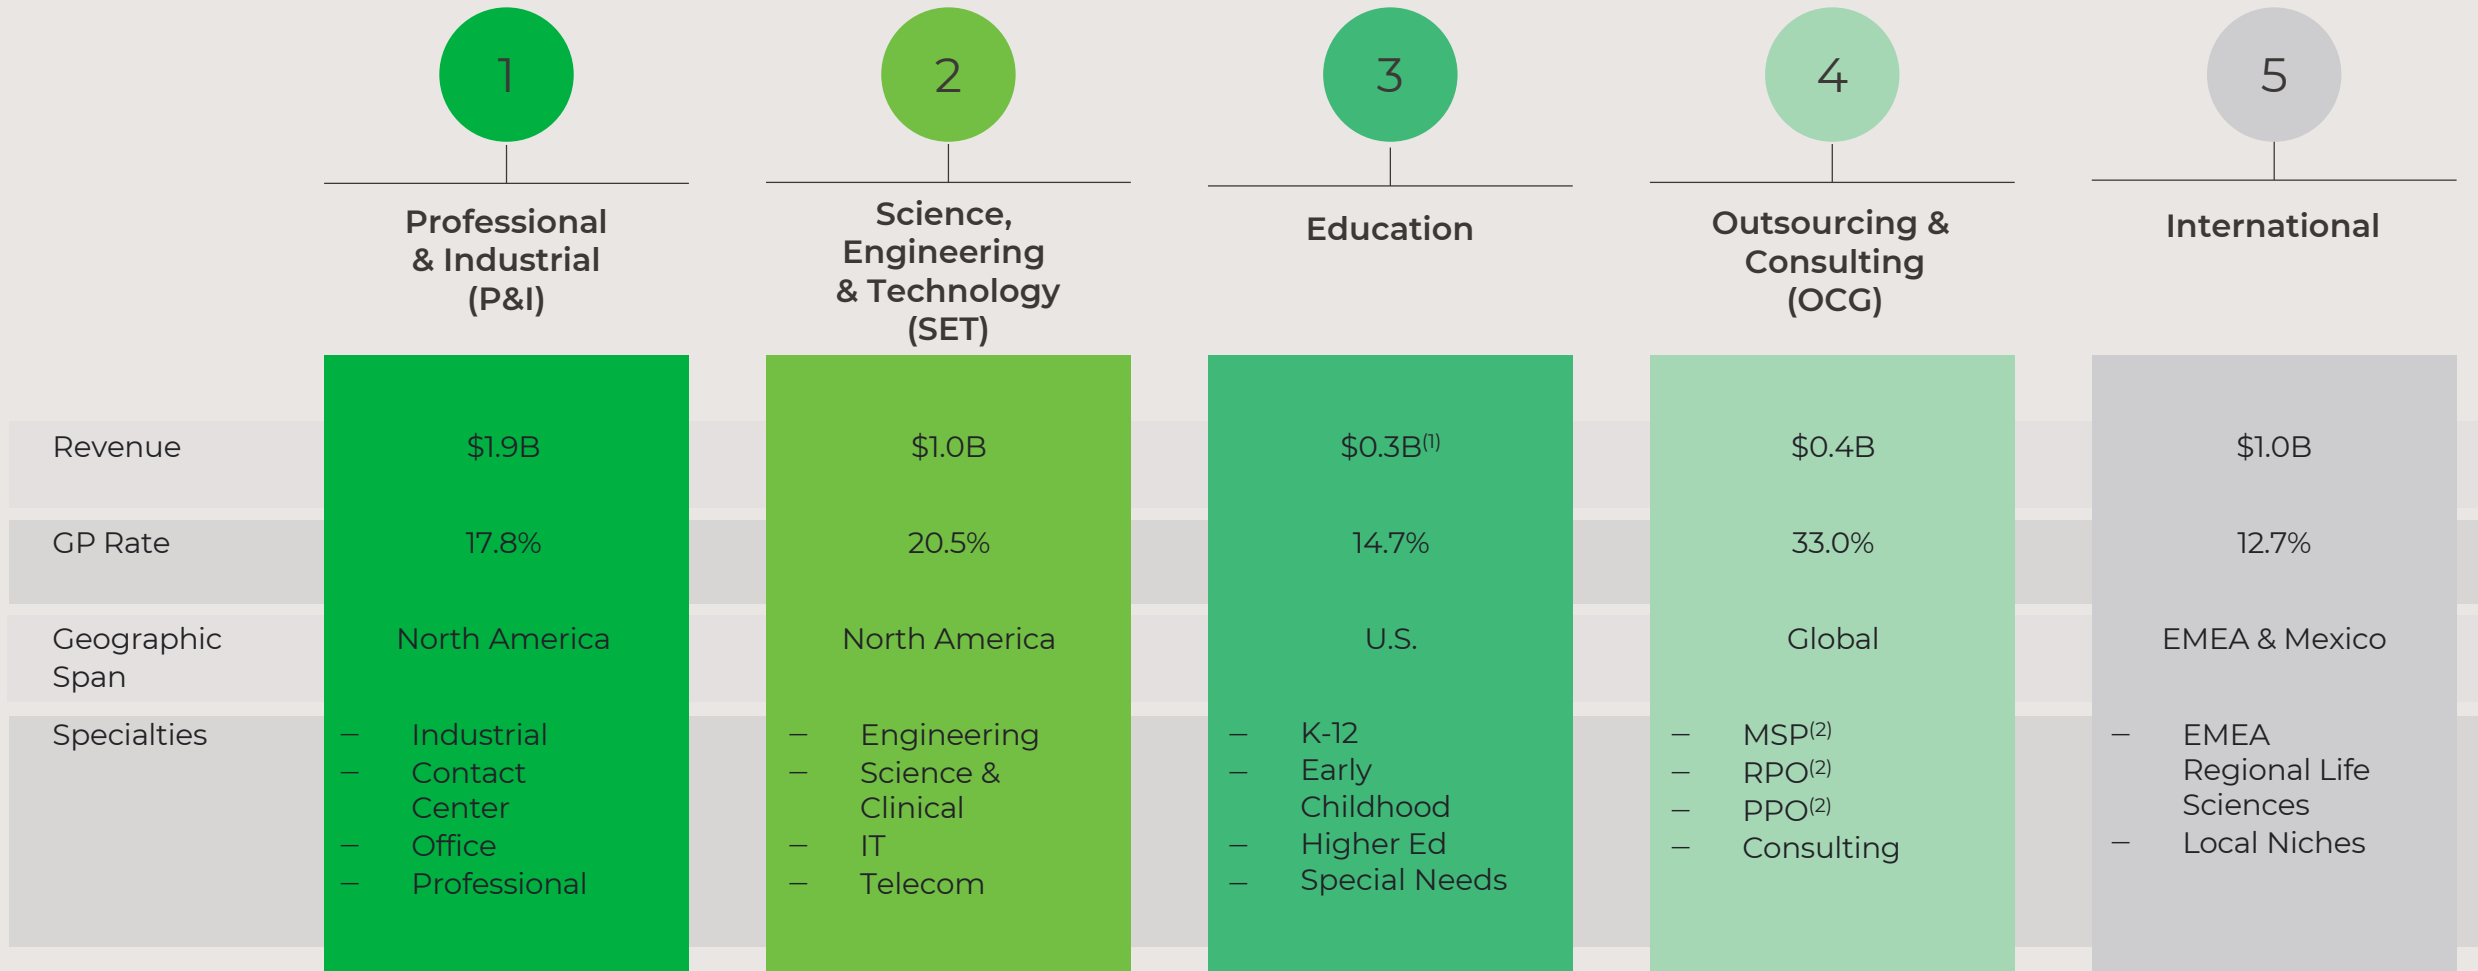 1
2
3
4
5
Professional
& Industrial
(P&I)
Science,
Engineering
& Technology
(SET)
Education
Outsourcing &
Consulting
(OCG)
International
Revenue
$1.9B
$1.0B
$0.3B(1)
$0.4B
$1.0B
GP Rate
17.8%
20.5%
14.7%
33.0%
12.7%
Geographic
Span
North America
North America
U.S.
Global
EMEA & Mexico
Specialties
— Industrial
— Contact
Center
— Office
— Professional
— Engineering
— Science &
Clinical
— IT
— Telecom
— K-12
— Early
Childhood
— Higher Ed
— Special Needs
— MSP(2)
— RPO(2)
— PPO(2)
— Consulting
— EMEA
Regional Life
Sciences
— Local Niches